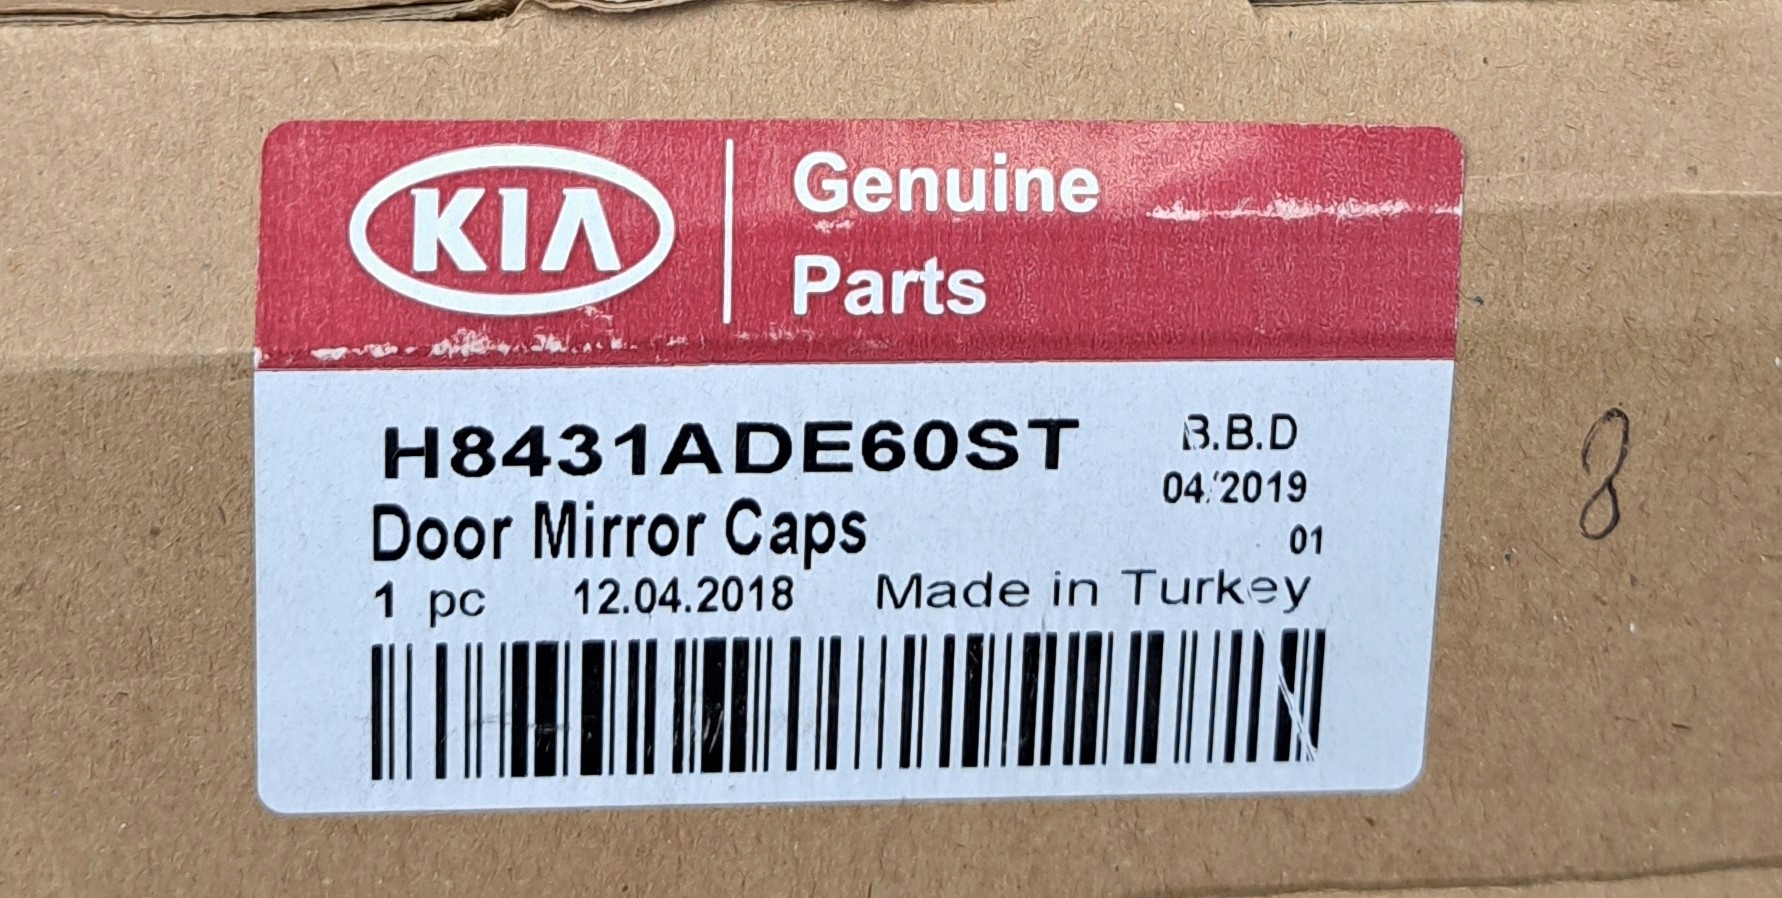 KIA
Genuine
Parts
H8431ADE60ST
B.B.D
Door Mirror Caps
04/2019
01
1 pc 12.04.2018 Made in Turkey
8